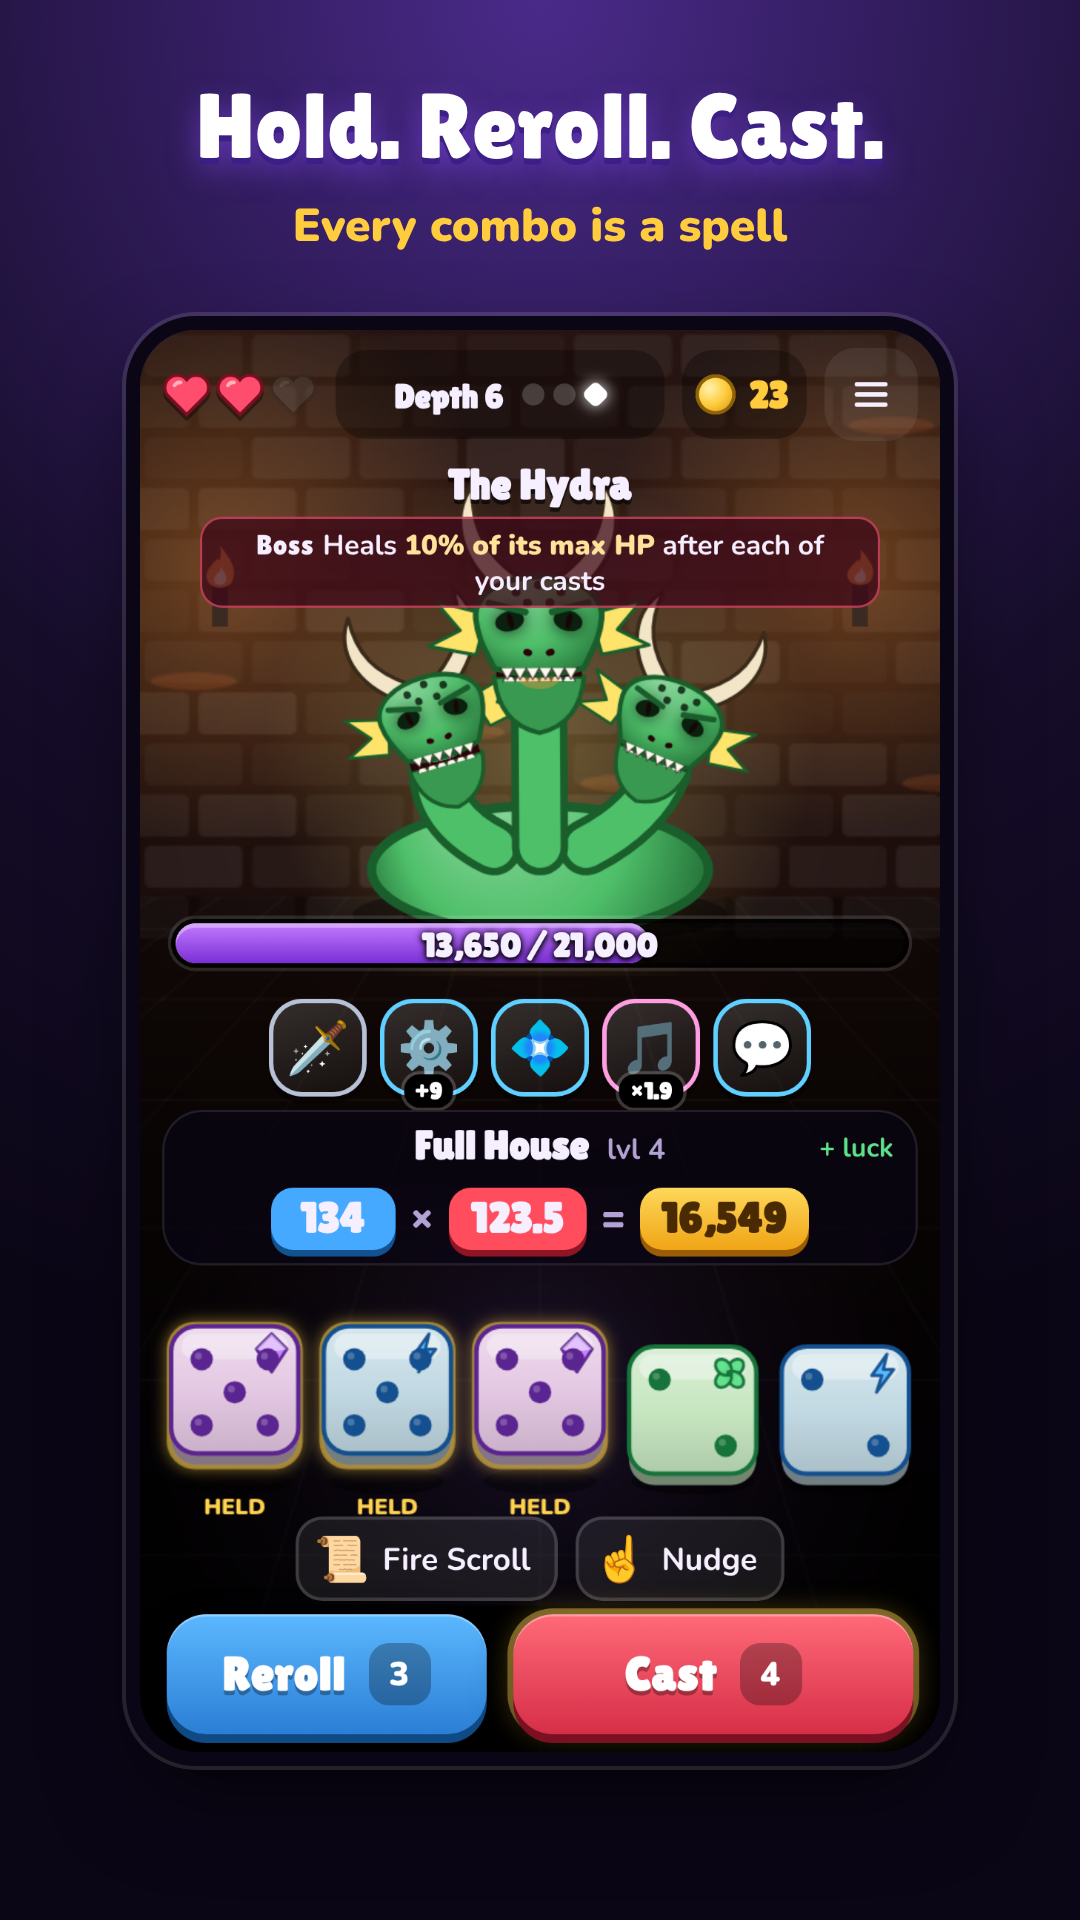 Hold. Reroll. Cast.
Every combo is a spell
Depth 6
23
The Hydra
Boss Heals 10% of its max HP after each of
your casts
13,650 / 21,000
+9
×1.9
Full House lvl 4
+ luck
134 × 123.5 = 16,549
HELD HELD HELD
Fire Scroll
Nudge
Reroll 3
Cast 4